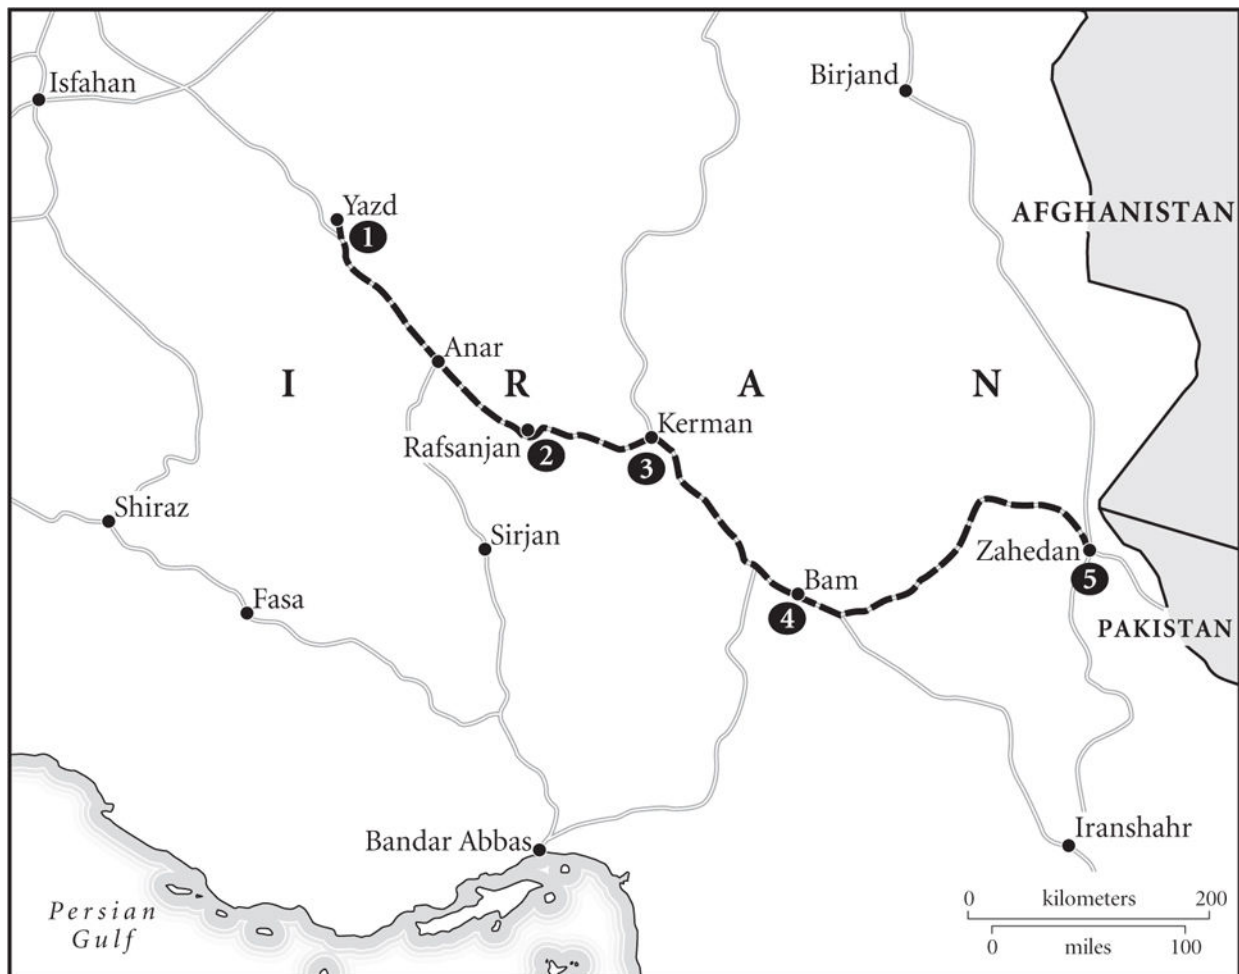 Isfahan
Birjand
Yazd
1
AFGHANISTAN
Anar
I R A N
Kerman
Rafsanjan
2
3
Shiraz
Sirjan
Zahedan
5
Bam
4
Fasa
PAKISTAN
Bandar Abbas
Iranshahr
Persian
Gulf
0 kilometers 200
0 miles 100